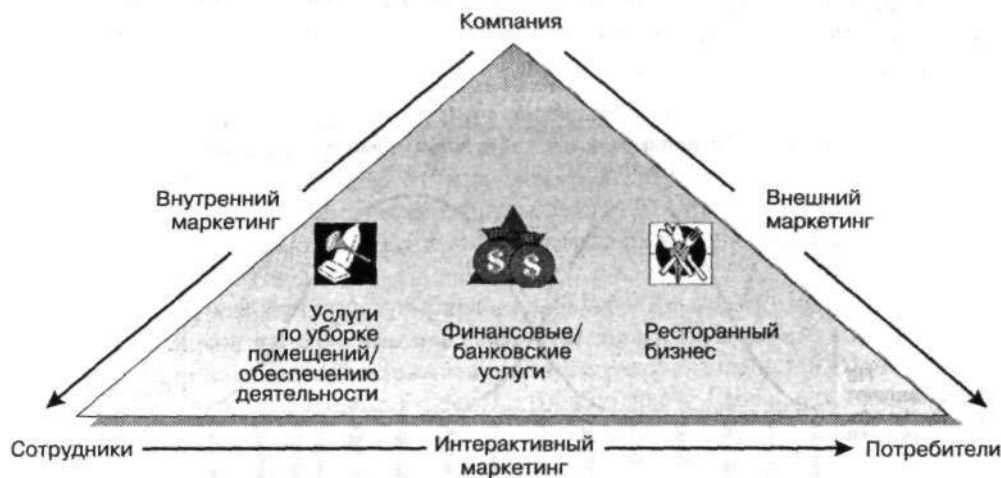 Компания
Внутренний
маркетинг
Внешний
маркетинг
$ $
Услуги
по уборке
помещений/
обеспечению
деятельности
Финансовые/
банковские
услуги
Ресторанный
бизнес
Сотрудники
Интерактивный
маркетинг
Потребители